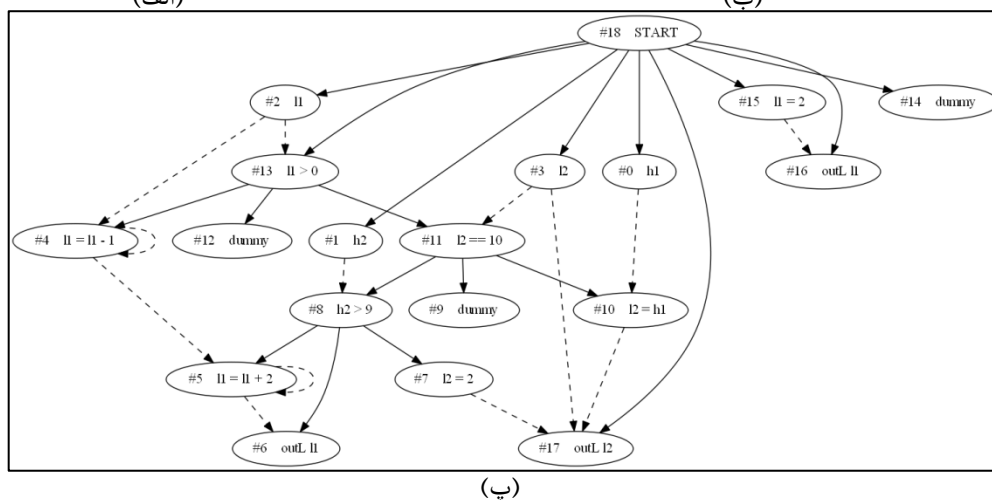 (الف) (ب)
#18 START
#2 l1
#15 l1 = 2
#14 dummy
#13 l1 > 0
#3 l2
#0 h1
#16 outL l1
#4 l1 = l1 - 1
#12 dummy
#1 h2
#11 l2 == 10
#8 h2 > 9
#9 dummy
#10 l2 = h1
#5 l1 = l1 + 2
#7 l2 = 2
#6 outL l1
#17 outL l2
(پ)